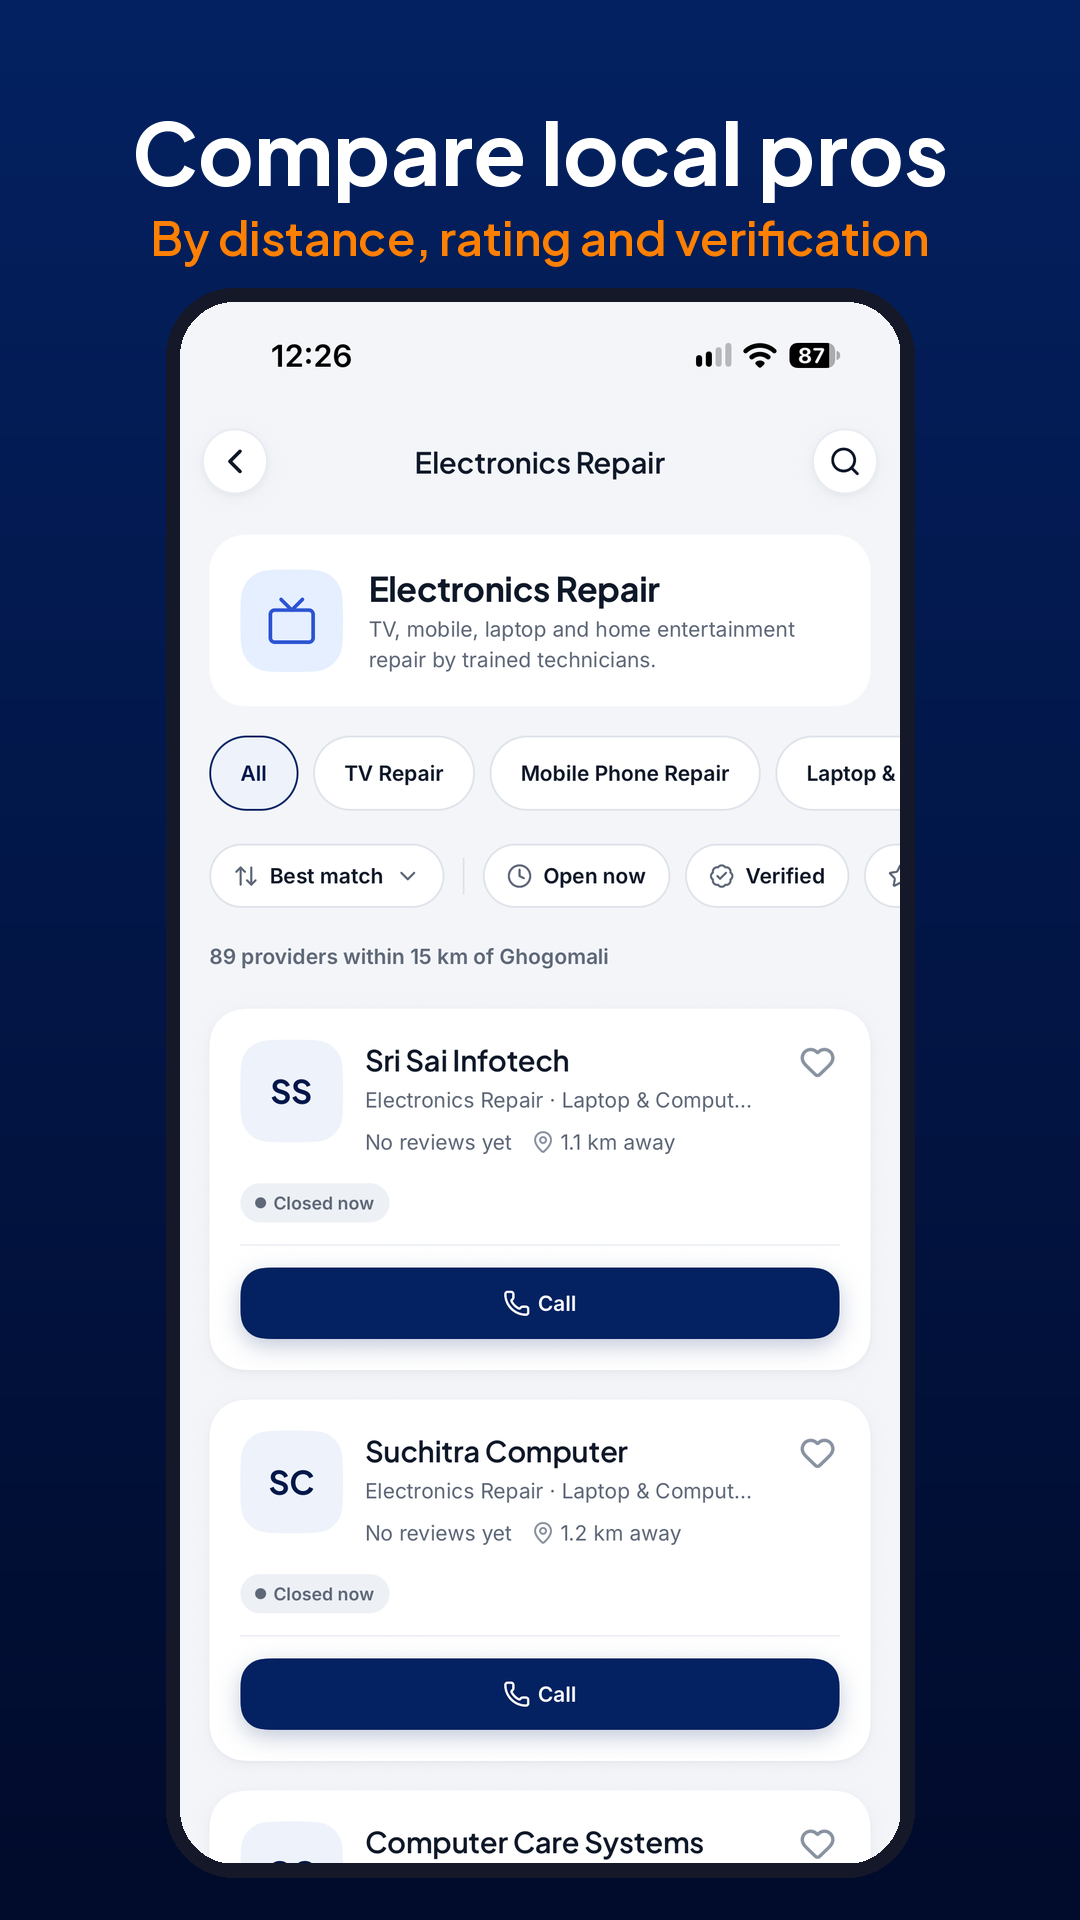 Compare local pros
By distance, rating and verification
12:26
87
Electronics Repair
Electronics Repair
TV, mobile, laptop and home entertainment
repair by trained technicians.
All TV Repair Mobile Phone Repair Laptop &
Best match Open now Verified
89 providers within 15 km of Ghogomali
SS
Sri Sai Infotech
Electronics Repair · Laptop & Comput...
No reviews yet 1.1 km away
Closed now
Call
SC
Suchitra Computer
Electronics Repair · Laptop & Comput...
No reviews yet 1.2 km away
Closed now
Call
Computer Care Systems